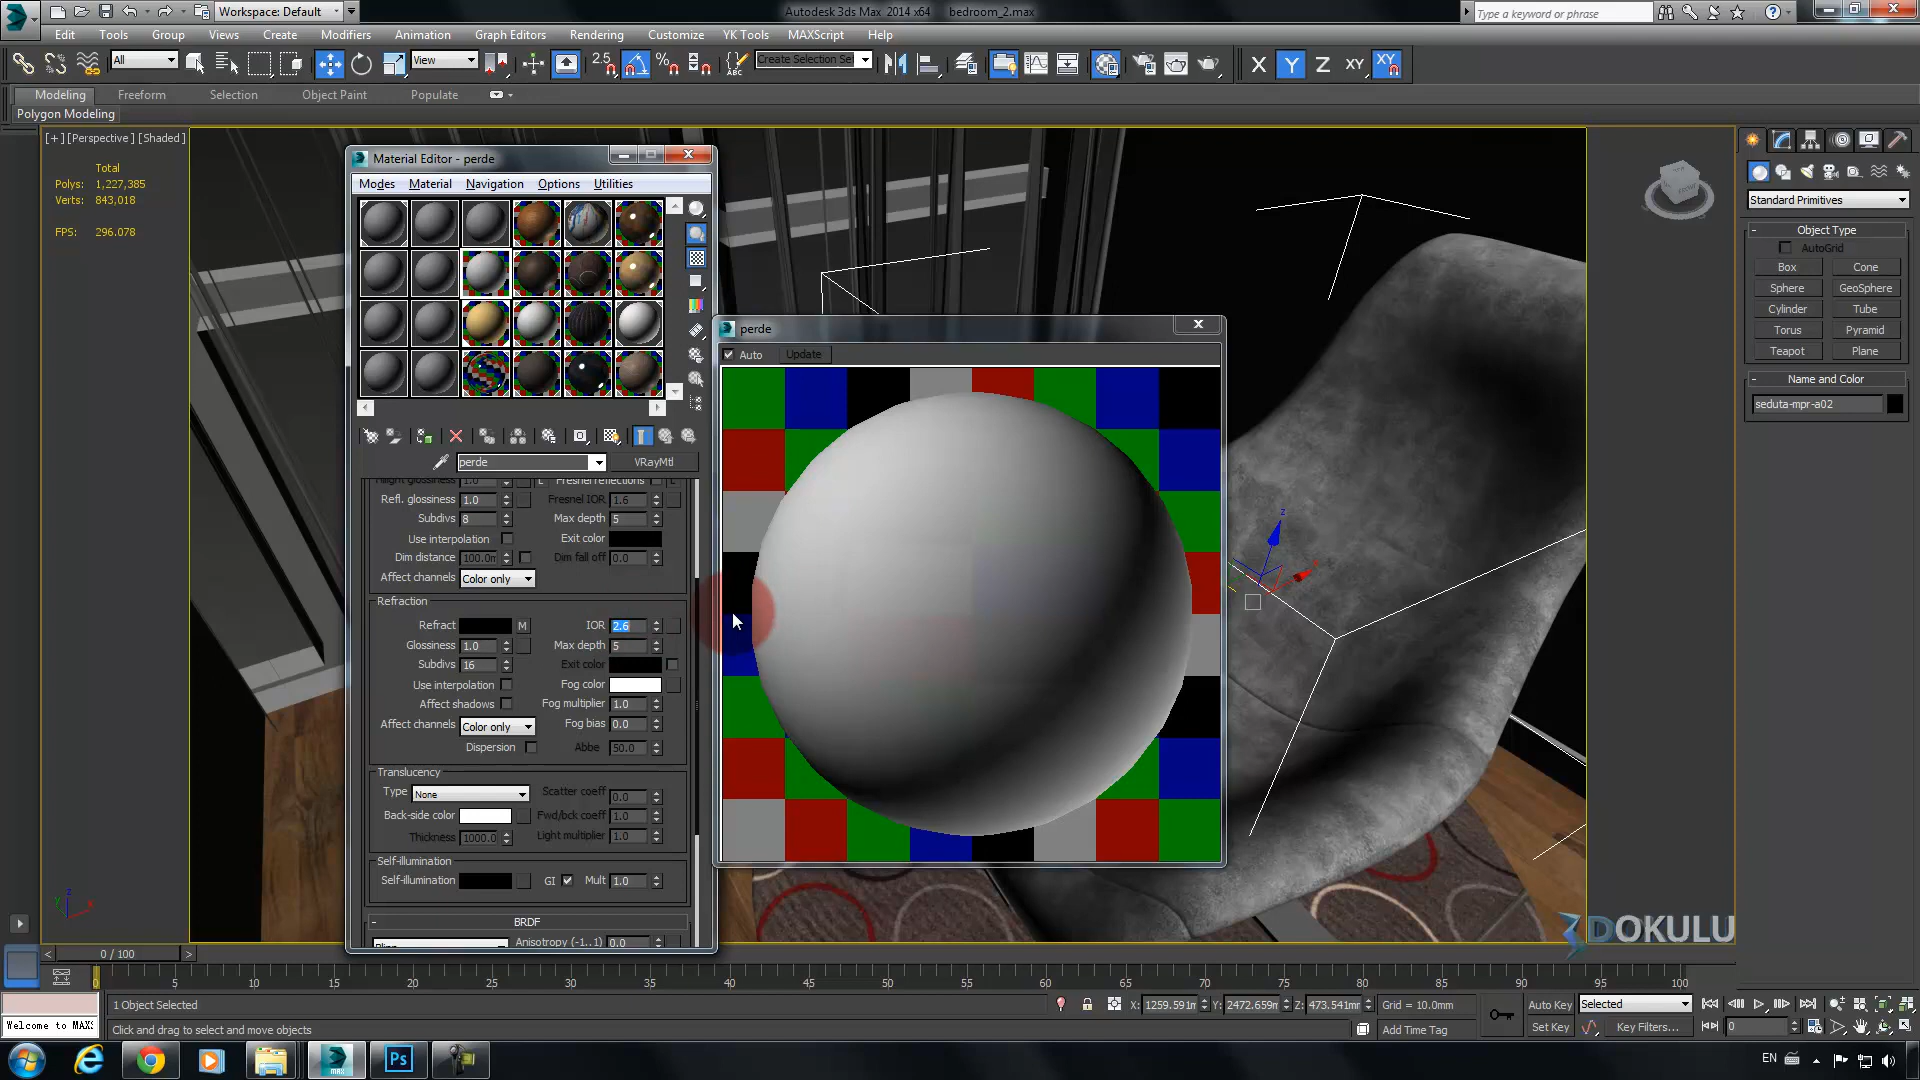 Workspace: Default
Autodesk 3ds Max 2014 x64 bedroom_2.max
Type a keyword or phrase
Edit Tools Group Views Create Modifiers Animation Graph Editors Rendering Customize YK Tools MAXScript Help
All View 2.5 Create Selection Set X Y Z XY XY
Modeling Freeform Selection Object Paint Populate
Polygon Modeling
[+] [Perspective] [Shaded]
Total
Polys: 1,227,385
Verts: 843,018
FPS: 296.078
Material Editor - perde
Modes Material Navigation Options Utilities
perde VRayMtl
Hilight glossiness 1.0 L Fresnel reflections L
Refl. glossiness 1.0 Fresnel IOR 1.6
Subdivs 8 Max depth 5
Use interpolation Exit color
Dim distance 100.0m Dim fall off 0.0
Affect channels Color only
Refraction
Refract M IOR 2.6
Glossiness 1.0 Max depth 5
Subdivs 16 Exit color
Use interpolation Fog color
Affect shadows Fog multiplier 1.0
Affect channels Color only Fog bias 0.0
Dispersion Abbe 50.0
Translucency
Type None Scatter coeff 0.0
Back-side color Fwd/bck coeff 1.0
Thickness 1000.0 Light multiplier 1.0
Self-illumination
Self-illumination GI Mult 1.0
BRDF
Anisotropy (-1..1) 0.0
perde
Auto Update
z
Standard Primitives
Object Type
AutoGrid
Box Cone
Sphere GeoSphere
Cylinder Tube
Torus Pyramid
Teapot Plane
Name and Color
seduta-mpr-a02
3DOKULU
0 / 100
0 5 10 15 20 25 30 35 40 45 50 55 60 65 70 75 80 85 90 95 100
1 Object Selected X: 1259.591m Y: 2472.659m Z: 473.541mm Grid = 10.0mm Auto Key Selected
Welcome to MAXS Click and drag to select and move objects Add Time Tag Set Key Key Filters... 0
Ps EN